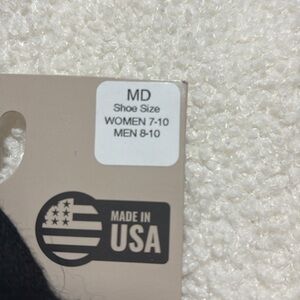 MD
Shoe Size
WOMEN 7-10
MEN 8-10
MADE IN
USA